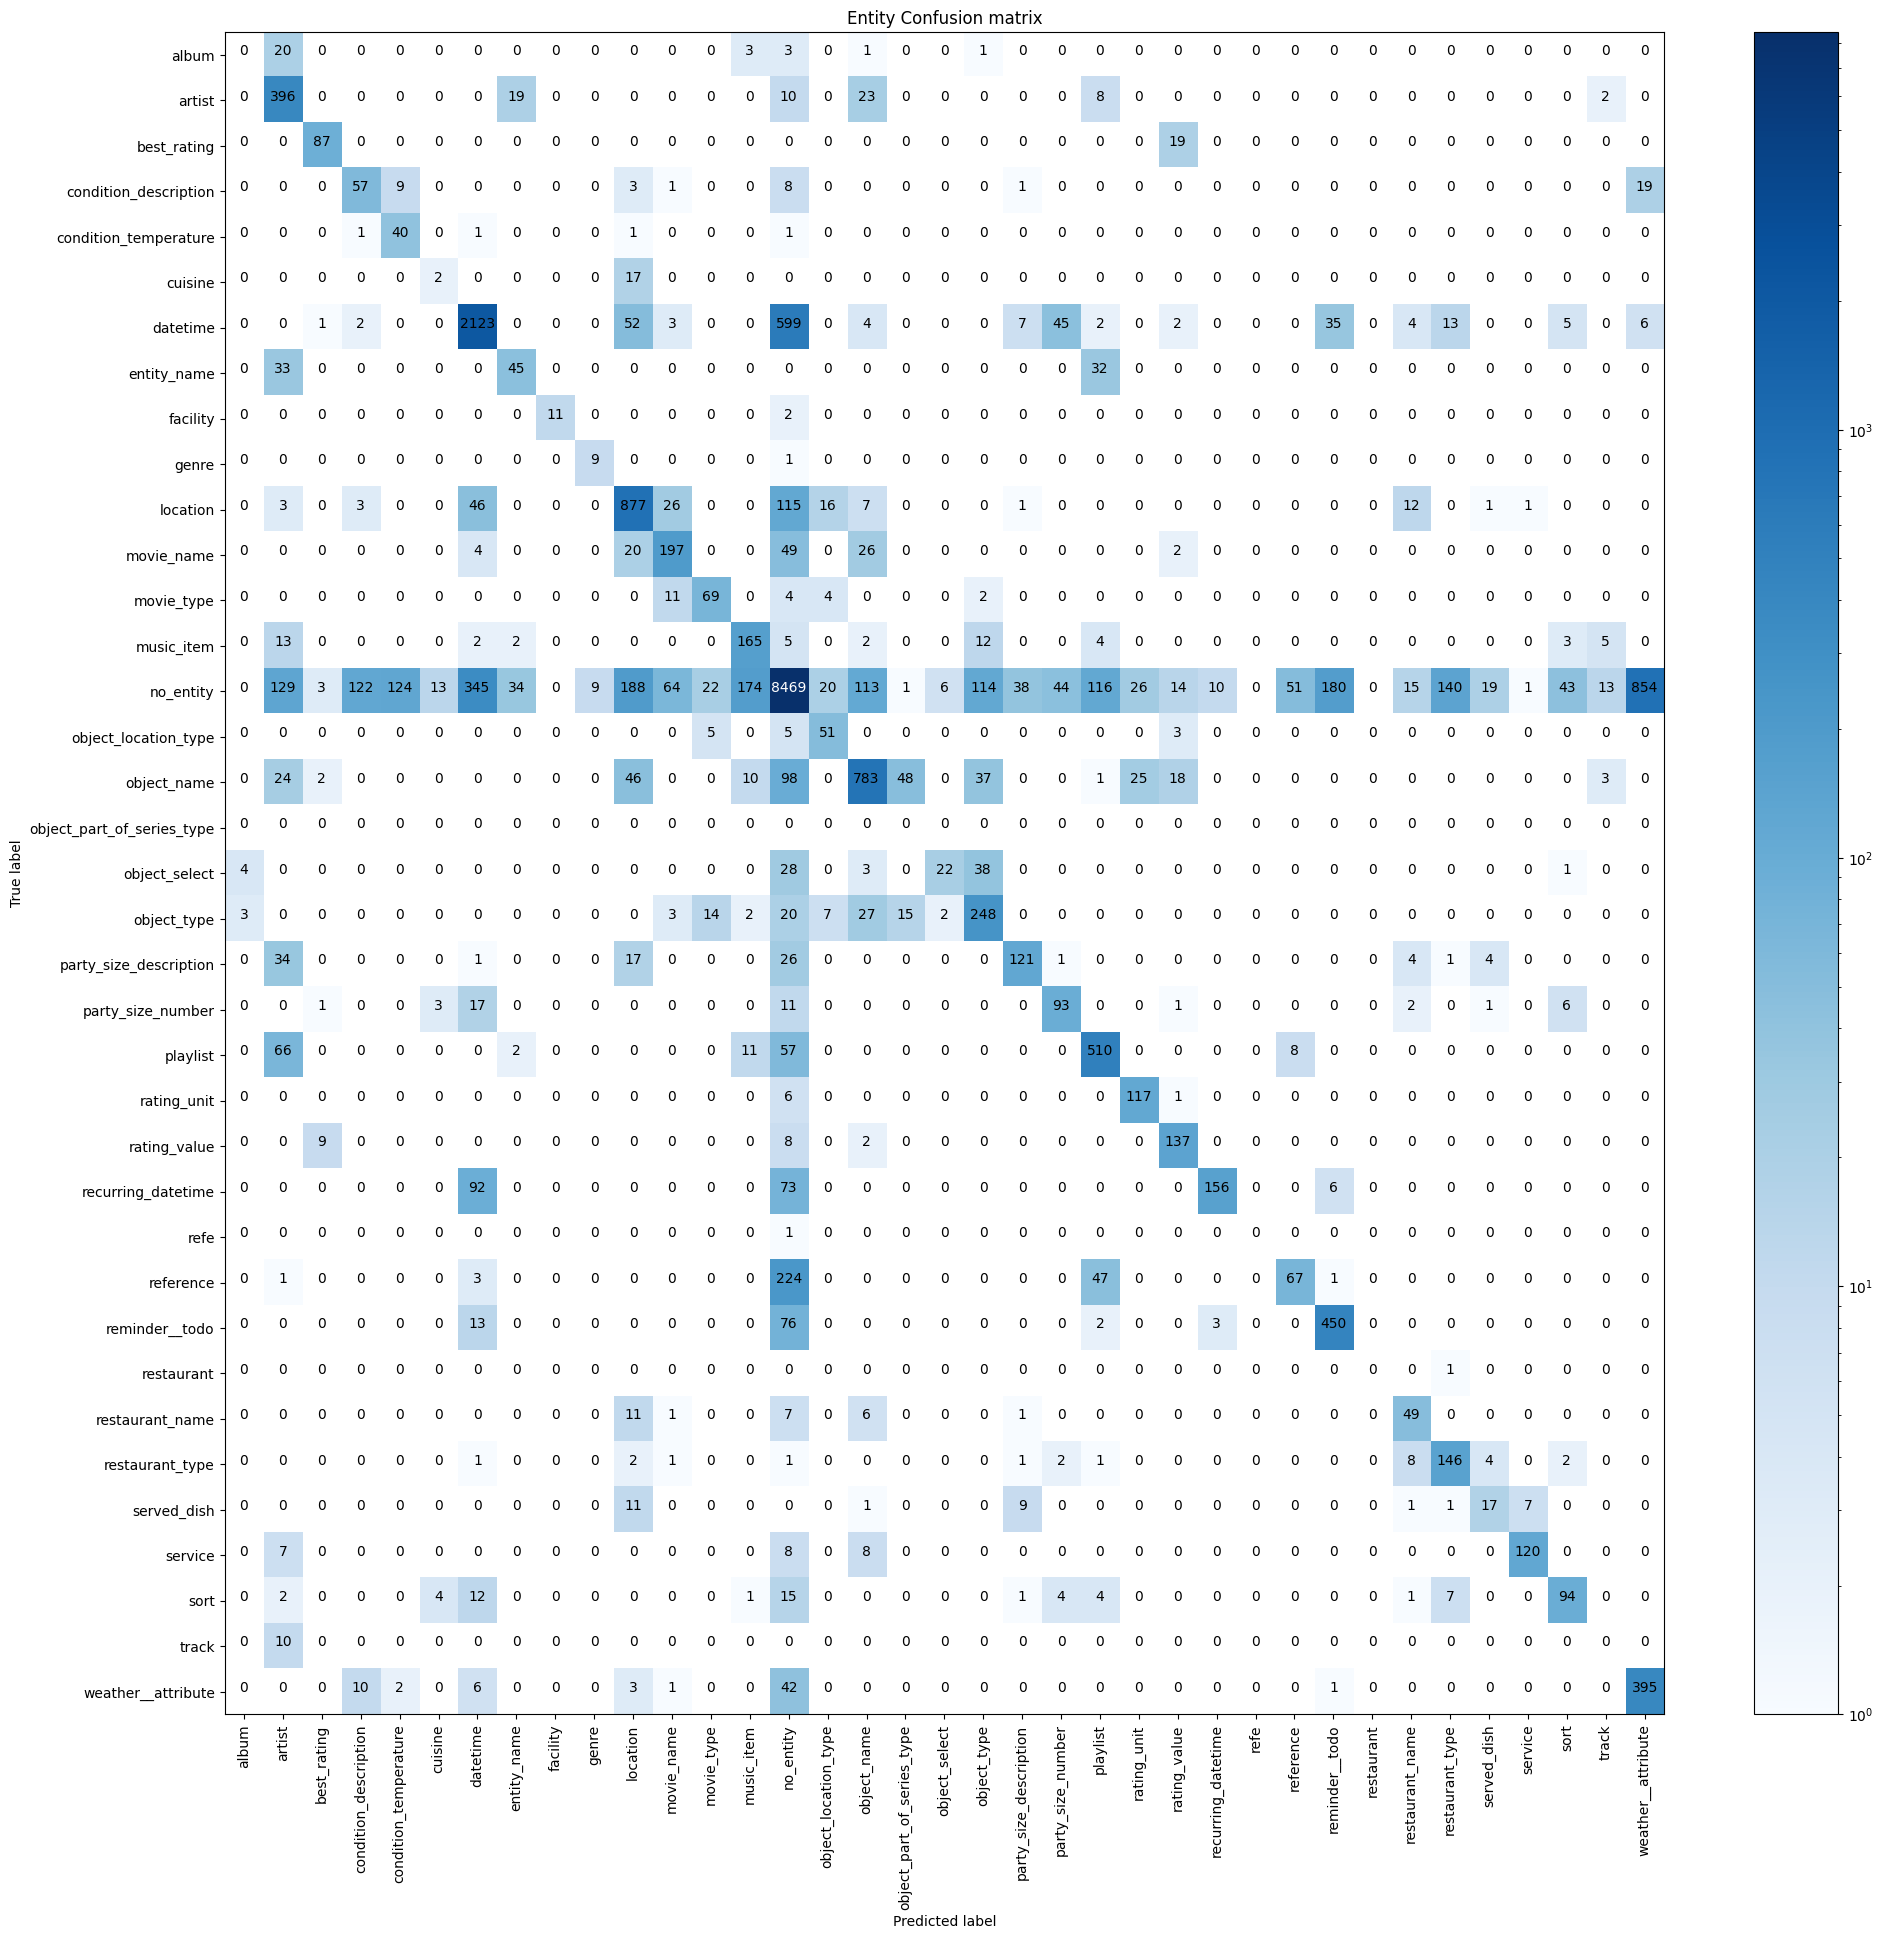 Entity Confusion matrix
album 0 20 0 0 0 0 0 0 0 0 0 0 0 3 3 0 1 0 0 1 0 0 0 0 0 0 0 0 0 0 0 0 0 0 0 0 0
artist 0 396 0 0 0 0 0 19 0 0 0 0 0 0 10 0 23 0 0 0 0 0 8 0 0 0 0 0 0 0 0 0 0 0 0 2 0
best_rating 0 0 87 0 0 0 0 0 0 0 0 0 0 0 0 0 0 0 0 0 0 0 0 0 19 0 0 0 0 0 0 0 0 0 0 0 0
condition_description 0 0 0 57 9 0 0 0 0 0 3 1 0 0 8 0 0 0 0 0 1 0 0 0 0 0 0 0 0 0 0 0 0 0 0 0 19
condition_temperature 0 0 0 1 40 0 1 0 0 0 1 0 0 0 1 0 0 0 0 0 0 0 0 0 0 0 0 0 0 0 0 0 0 0 0 0 0
cuisine 0 0 0 0 0 2 0 0 0 0 17 0 0 0 0 0 0 0 0 0 0 0 0 0 0 0 0 0 0 0 0 0 0 0 0 0 0
datetime 0 0 1 2 0 0 2123 0 0 0 52 3 0 0 599 0 4 0 0 0 7 45 2 0 2 0 0 0 35 0 4 13 0 0 5 0 6
entity_name 0 33 0 0 0 0 0 45 0 0 0 0 0 0 0 0 0 0 0 0 0 0 32 0 0 0 0 0 0 0 0 0 0 0 0 0 0
facility 0 0 0 0 0 0 0 0 11 0 0 0 0 0 2 0 0 0 0 0 0 0 0 0 0 0 0 0 0 0 0 0 0 0 0 0 0
genre 0 0 0 0 0 0 0 0 0 9 0 0 0 0 1 0 0 0 0 0 0 0 0 0 0 0 0 0 0 0 0 0 0 0 0 0 0
location 0 3 0 3 0 0 46 0 0 0 877 26 0 0 115 16 7 0 0 0 1 0 0 0 0 0 0 0 0 0 12 0 1 1 0 0 0
movie_name 0 0 0 0 0 0 4 0 0 0 20 197 0 0 49 0 26 0 0 0 0 0 0 0 2 0 0 0 0 0 0 0 0 0 0 0 0
movie_type 0 0 0 0 0 0 0 0 0 0 0 11 69 0 4 4 0 0 0 2 0 0 0 0 0 0 0 0 0 0 0 0 0 0 0 0 0
music_item 0 13 0 0 0 0 2 2 0 0 0 0 0 165 5 0 2 0 0 12 0 0 4 0 0 0 0 0 0 0 0 0 0 0 3 5 0
no_entity 0 129 3 122 124 13 345 34 0 9 188 64 22 174 8469 20 113 1 6 114 38 44 116 26 14 10 0 51 180 0 15 140 19 1 43 13 854
object_location_type 0 0 0 0 0 0 0 0 0 0 0 0 5 0 5 51 0 0 0 0 0 0 0 0 3 0 0 0 0 0 0 0 0 0 0 0 0
object_name 0 24 2 0 0 0 0 0 0 0 46 0 0 10 98 0 783 48 0 37 0 0 1 25 18 0 0 0 0 0 0 0 0 0 0 3 0
object_part_of_series_type 0 0 0 0 0 0 0 0 0 0 0 0 0 0 0 0 0 0 0 0 0 0 0 0 0 0 0 0 0 0 0 0 0 0 0 0 0
object_select 4 0 0 0 0 0 0 0 0 0 0 0 0 0 28 0 3 0 22 38 0 0 0 0 0 0 0 0 0 0 0 0 0 0 1 0 0
object_type 3 0 0 0 0 0 0 0 0 0 0 3 14 2 20 7 27 15 2 248 0 0 0 0 0 0 0 0 0 0 0 0 0 0 0 0 0
party_size_description 0 34 0 0 0 0 1 0 0 0 17 0 0 0 26 0 0 0 0 0 121 1 0 0 0 0 0 0 0 0 4 1 4 0 0 0 0
party_size_number 0 0 1 0 0 3 17 0 0 0 0 0 0 0 11 0 0 0 0 0 0 93 0 0 1 0 0 0 0 0 2 0 1 0 6 0 0
playlist 0 66 0 0 0 0 0 2 0 0 0 0 0 11 57 0 0 0 0 0 0 0 510 0 0 0 0 8 0 0 0 0 0 0 0 0 0
rating_unit 0 0 0 0 0 0 0 0 0 0 0 0 0 0 6 0 0 0 0 0 0 0 0 117 1 0 0 0 0 0 0 0 0 0 0 0 0
rating_value 0 0 9 0 0 0 0 0 0 0 0 0 0 0 8 0 2 0 0 0 0 0 0 0 137 0 0 0 0 0 0 0 0 0 0 0 0
recurring_datetime 0 0 0 0 0 0 92 0 0 0 0 0 0 0 73 0 0 0 0 0 0 0 0 0 0 156 0 0 6 0 0 0 0 0 0 0 0
refe 0 0 0 0 0 0 0 0 0 0 0 0 0 0 1 0 0 0 0 0 0 0 0 0 0 0 0 0 0 0 0 0 0 0 0 0 0
reference 0 1 0 0 0 0 3 0 0 0 0 0 0 0 224 0 0 0 0 0 0 0 47 0 0 0 0 67 1 0 0 0 0 0 0 0 0
reminder__todo 0 0 0 0 0 0 13 0 0 0 0 0 0 0 76 0 0 0 0 0 0 0 2 0 0 3 0 0 450 0 0 0 0 0 0 0 0
restaurant 0 0 0 0 0 0 0 0 0 0 0 0 0 0 0 0 0 0 0 0 0 0 0 0 0 0 0 0 0 0 0 1 0 0 0 0 0
restaurant_name 0 0 0 0 0 0 0 0 0 0 11 1 0 0 7 0 6 0 0 0 1 0 0 0 0 0 0 0 0 0 49 0 0 0 0 0 0
restaurant_type 0 0 0 0 0 0 1 0 0 0 2 1 0 0 1 0 0 0 0 0 1 2 1 0 0 0 0 0 0 0 8 146 4 0 2 0 0
served_dish 0 0 0 0 0 0 0 0 0 0 11 0 0 0 0 0 1 0 0 0 9 0 0 0 0 0 0 0 0 0 1 1 17 7 0 0 0
service 0 7 0 0 0 0 0 0 0 0 0 0 0 0 8 0 8 0 0 0 0 0 0 0 0 0 0 0 0 0 0 0 0 120 0 0 0
sort 0 2 0 0 0 4 12 0 0 0 0 0 0 1 15 0 0 0 0 0 1 4 4 0 0 0 0 0 0 0 1 7 0 0 94 0 0
track 0 10 0 0 0 0 0 0 0 0 0 0 0 0 0 0 0 0 0 0 0 0 0 0 0 0 0 0 0 0 0 0 0 0 0 0 0
weather__attribute 0 0 0 10 2 0 6 0 0 0 3 1 0 0 42 0 0 0 0 0 0 0 0 0 0 0 0 0 1 0 0 0 0 0 0 0 395
True label
album
artist
best_rating
condition_description
condition_temperature
cuisine
datetime
entity_name
facility
genre
location
movie_name
movie_type
music_item
no_entity
object_location_type
object_name
object_part_of_series_type
object_select
object_type
party_size_description
party_size_number
playlist
rating_unit
rating_value
recurring_datetime
refe
reference
reminder__todo
restaurant
restaurant_name
restaurant_type
served_dish
service
sort
track
weather__attribute
Predicted label
10³
10²
10¹
10⁰